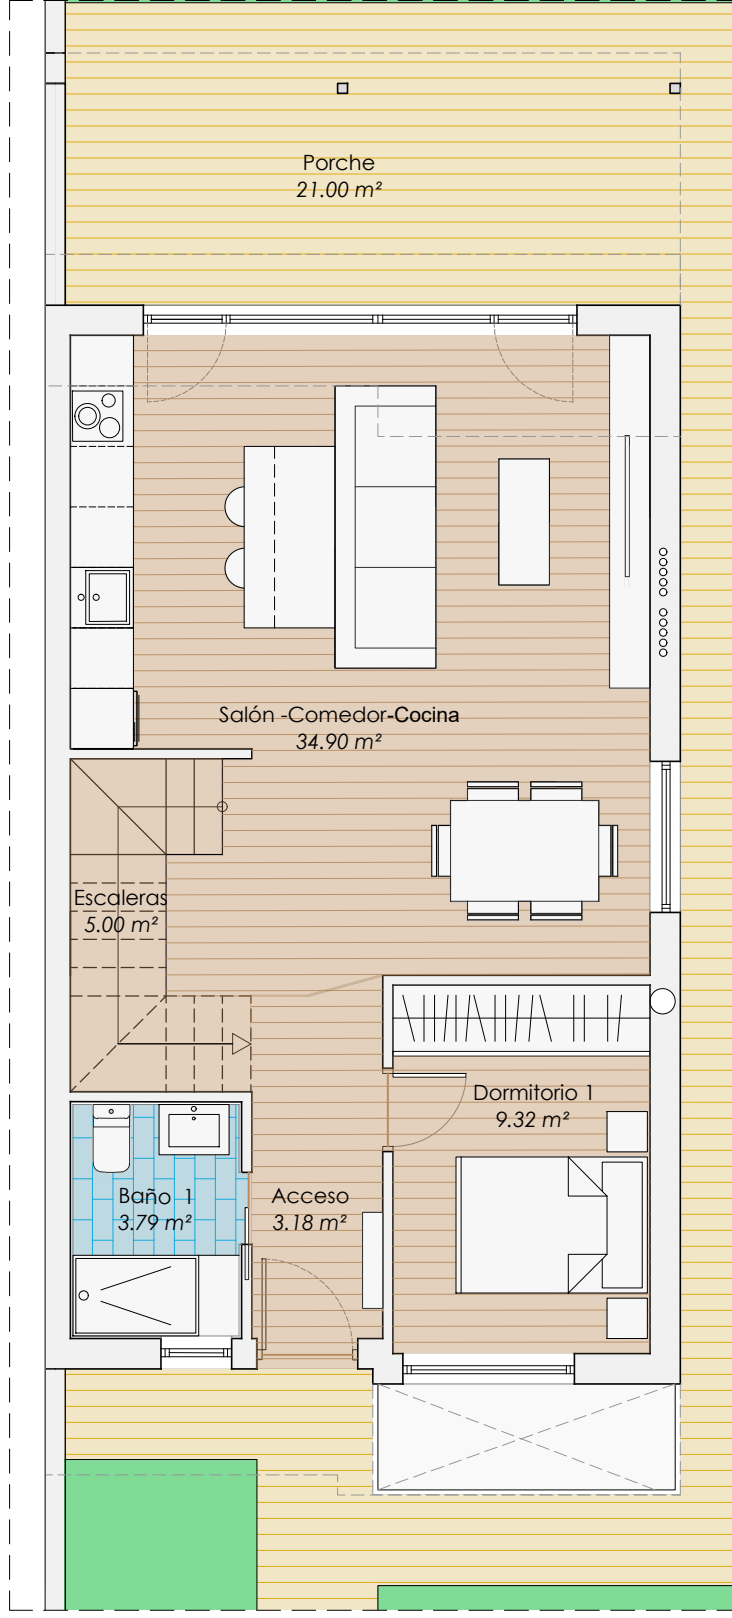 Porche
21.00 m²
Salón -Comedor-Cocina
34.90 m²
Escaleras
5.00 m²
Dormitorio 1
9.32 m²
Baño 1
3.79 m²
Acceso
3.18 m²